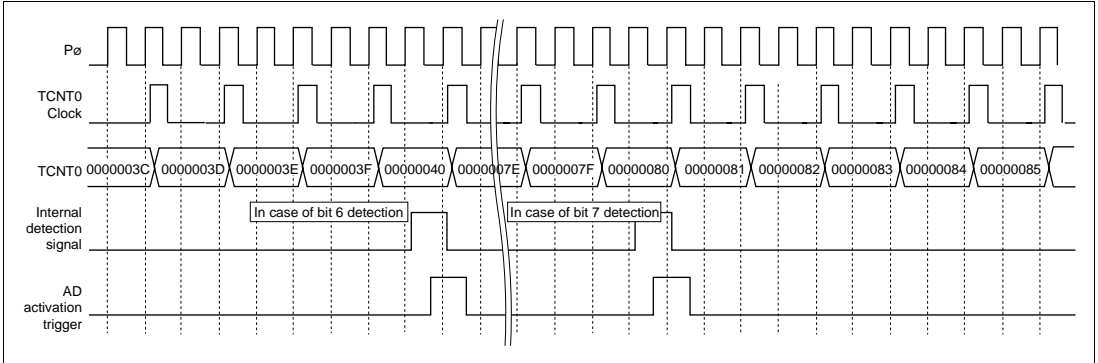 Pø
TCNT0
Clock
TCNT0 0000003C 0000003D 0000003E 0000003F 00000040 0000007E 0000007F 00000080 00000081 00000082 00000083 00000084 00000085
Internal
detection
signal
In case of bit 6 detection
In case of bit 7 detection
AD
activation
trigger